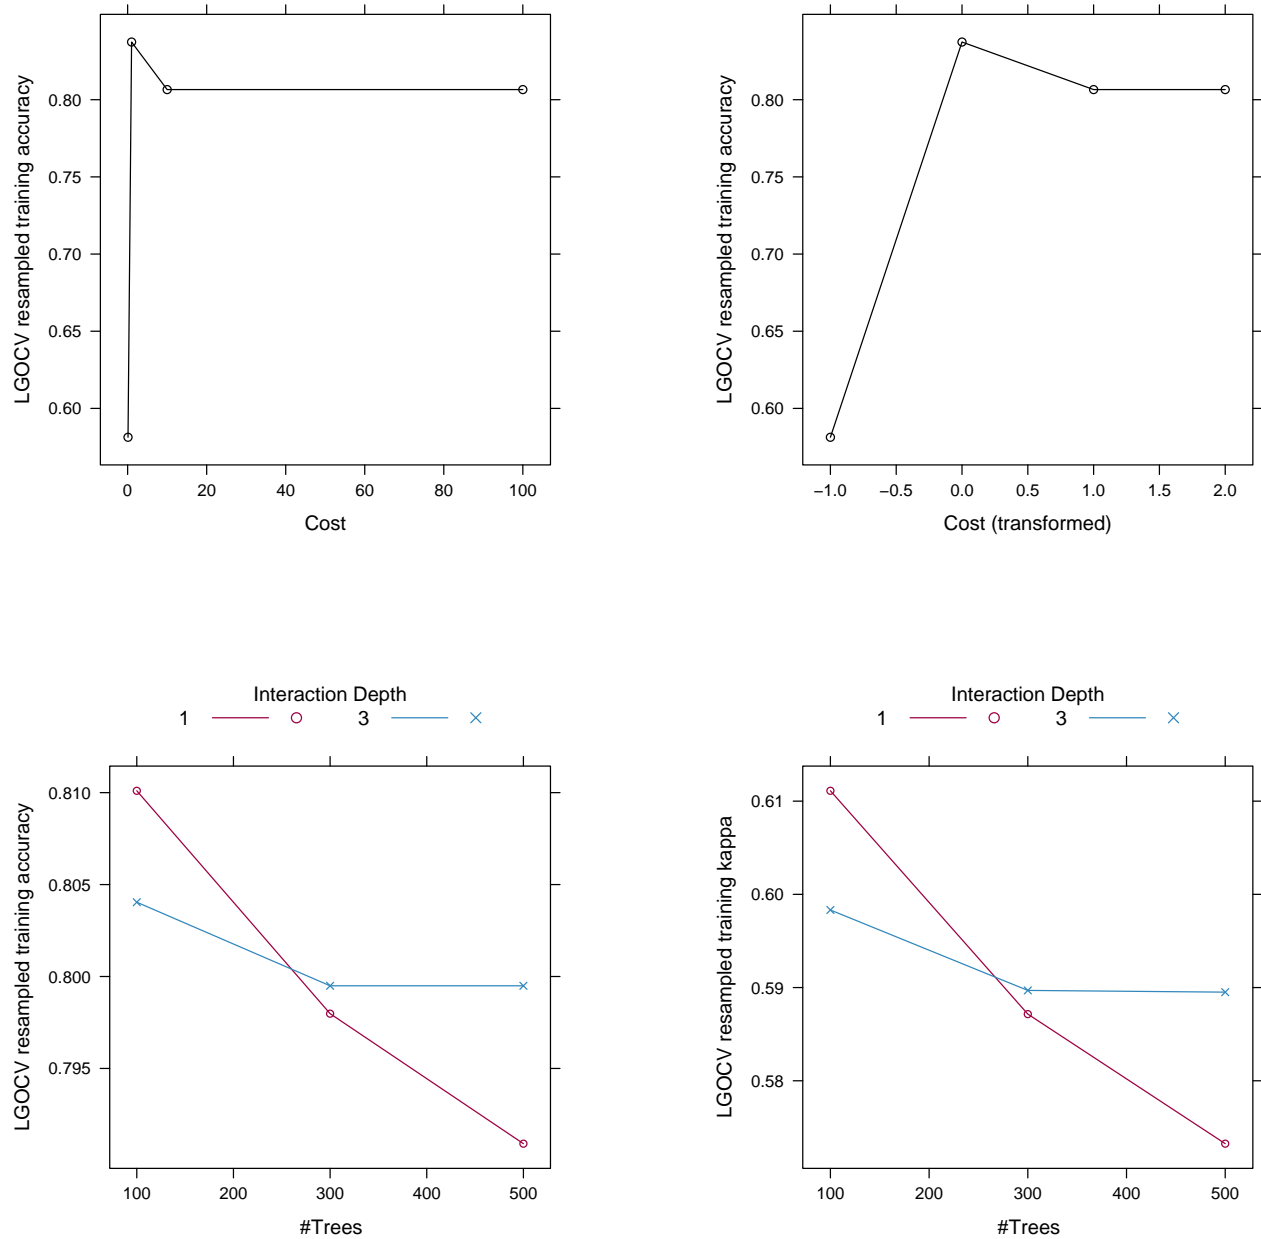 LGOCV resampled training accuracy
0.80
0.75
0.70
0.65
0.60
0 20 40 60 80 100
Cost
LGOCV resampled training accuracy
0.80
0.75
0.70
0.65
0.60
−1.0 −0.5 0.0 0.5 1.0 1.5 2.0
Cost (transformed)
Interaction Depth
1 3
LGOCV resampled training accuracy
0.810
0.805
0.800
0.795
100 200 300 400 500
#Trees
Interaction Depth
1 3
LGOCV resampled training kappa
0.61
0.60
0.59
0.58
100 200 300 400 500
#Trees